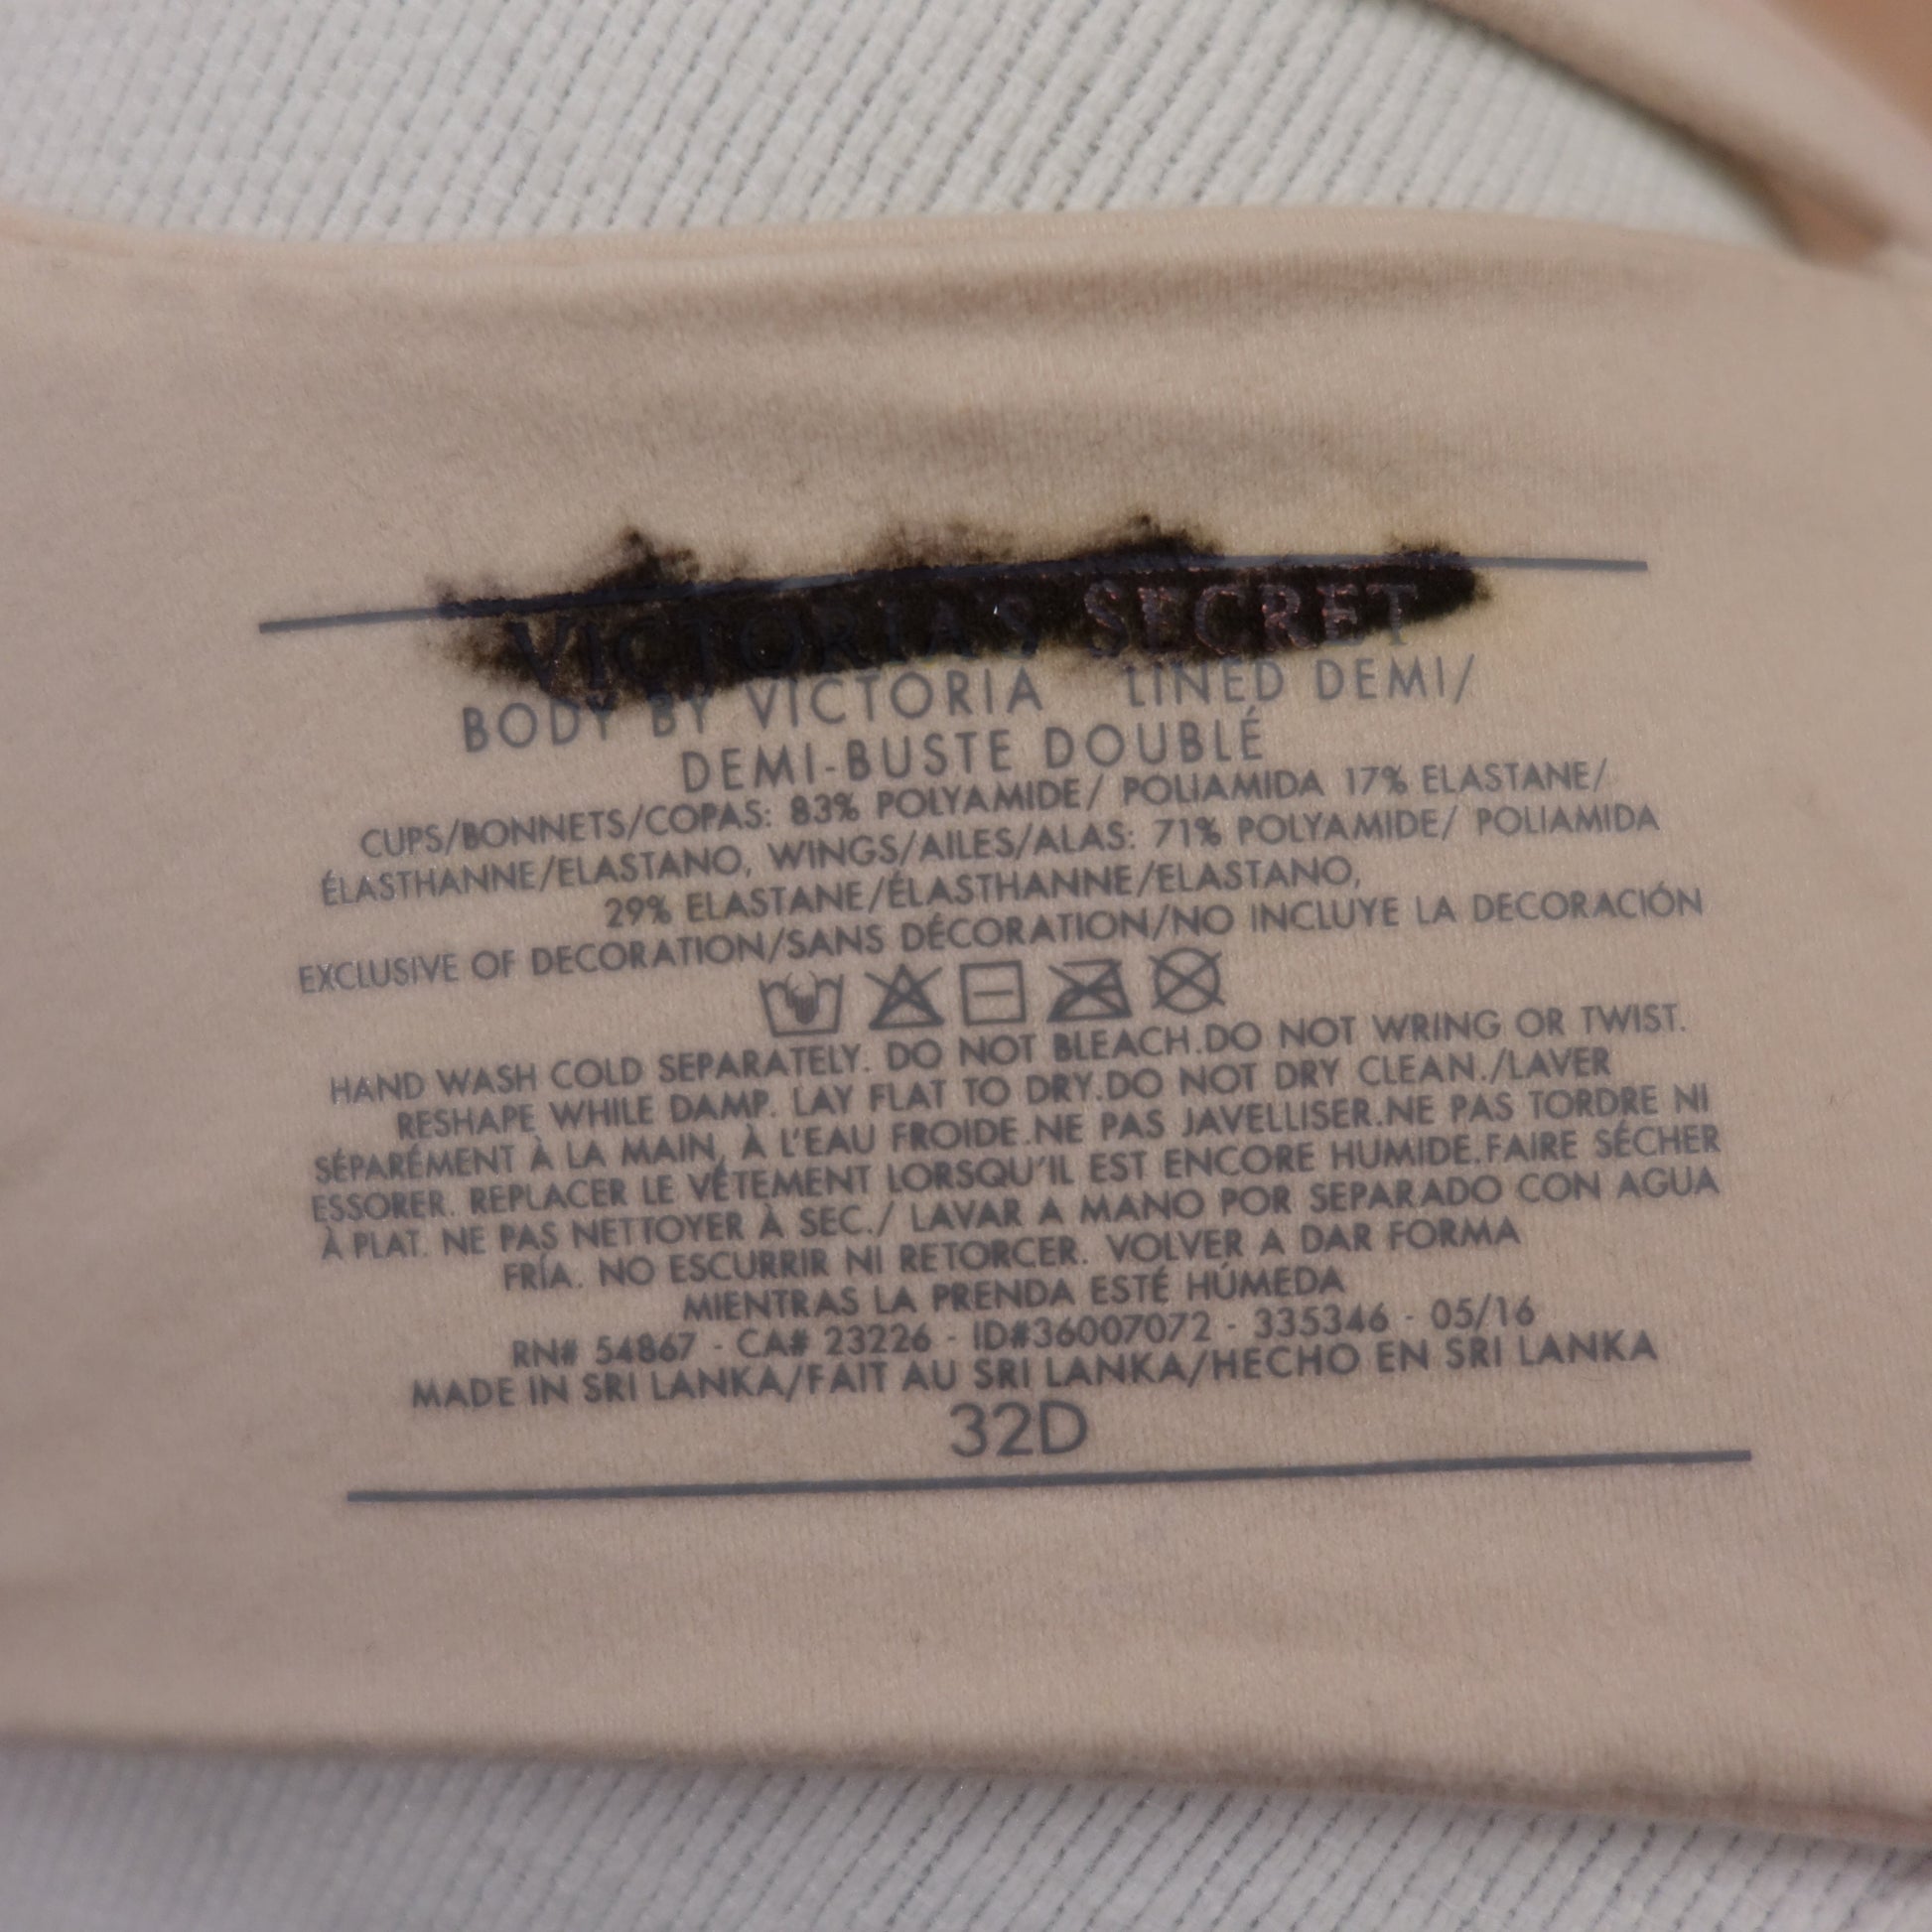 VICTORIA'S SECRET
BODY BY VICTORIA LINED DEMI/
DEMI-BUSTE DOUBLÉ
CUPS/BONNETS/COPAS: 83% POLYAMIDE/ POLIAMIDA 17% ELASTANE/
ÉLASTHANNE/ELASTANO, WINGS/AILES/ALAS: 71% POLYAMIDE/ POLIAMIDA
29% ELASTANE/ÉLASTHANNE/ELASTANO,
EXCLUSIVE OF DECORATION/SANS DÉCORATION/NO INCLUYE LA DECORACIÓN
HAND WASH COLD SEPARATELY. DO NOT BLEACH.DO NOT WRING OR TWIST.
RESHAPE WHILE DAMP. LAY FLAT TO DRY.DO NOT DRY CLEAN./LAVER
SÉPARÉMENT À LA MAIN, À L'EAU FROIDE.NE PAS JAVELLISER.NE PAS TORDRE NI
ESSORER. REPLACER LE VÉTEMENT LORSQU'IL EST ENCORE HUMIDE.FAIRE SÉCHER
À PLAT. NE PAS NETTOYER À SEC./ LAVAR A MANO POR SEPARADO CON AGUA
FRÍA. NO ESCURRIR NI RETORCER. VOLVER A DAR FORMA
MIENTRAS LA PRENDA ESTÉ HÚMEDA
RN# 54867 - CA# 23226 - ID#36007072 - 335346 - 05/16
MADE IN SRI LANKA/FAIT AU SRI LANKA/HECHO EN SRI LANKA
32D